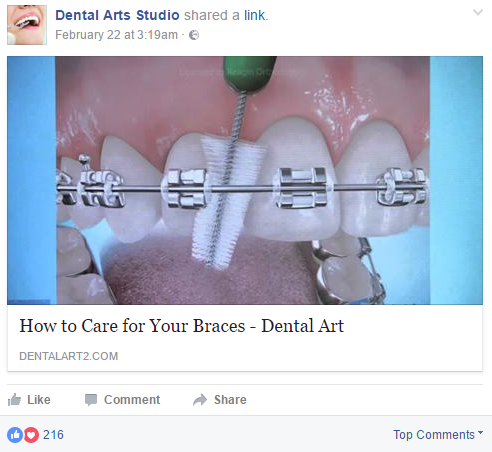 Dental Arts Studio shared a link.
February 22 at 3:19am ·
How to Care for Your Braces - Dental Art
DENTALART2.COM
Like Comment Share
216 Top Comments